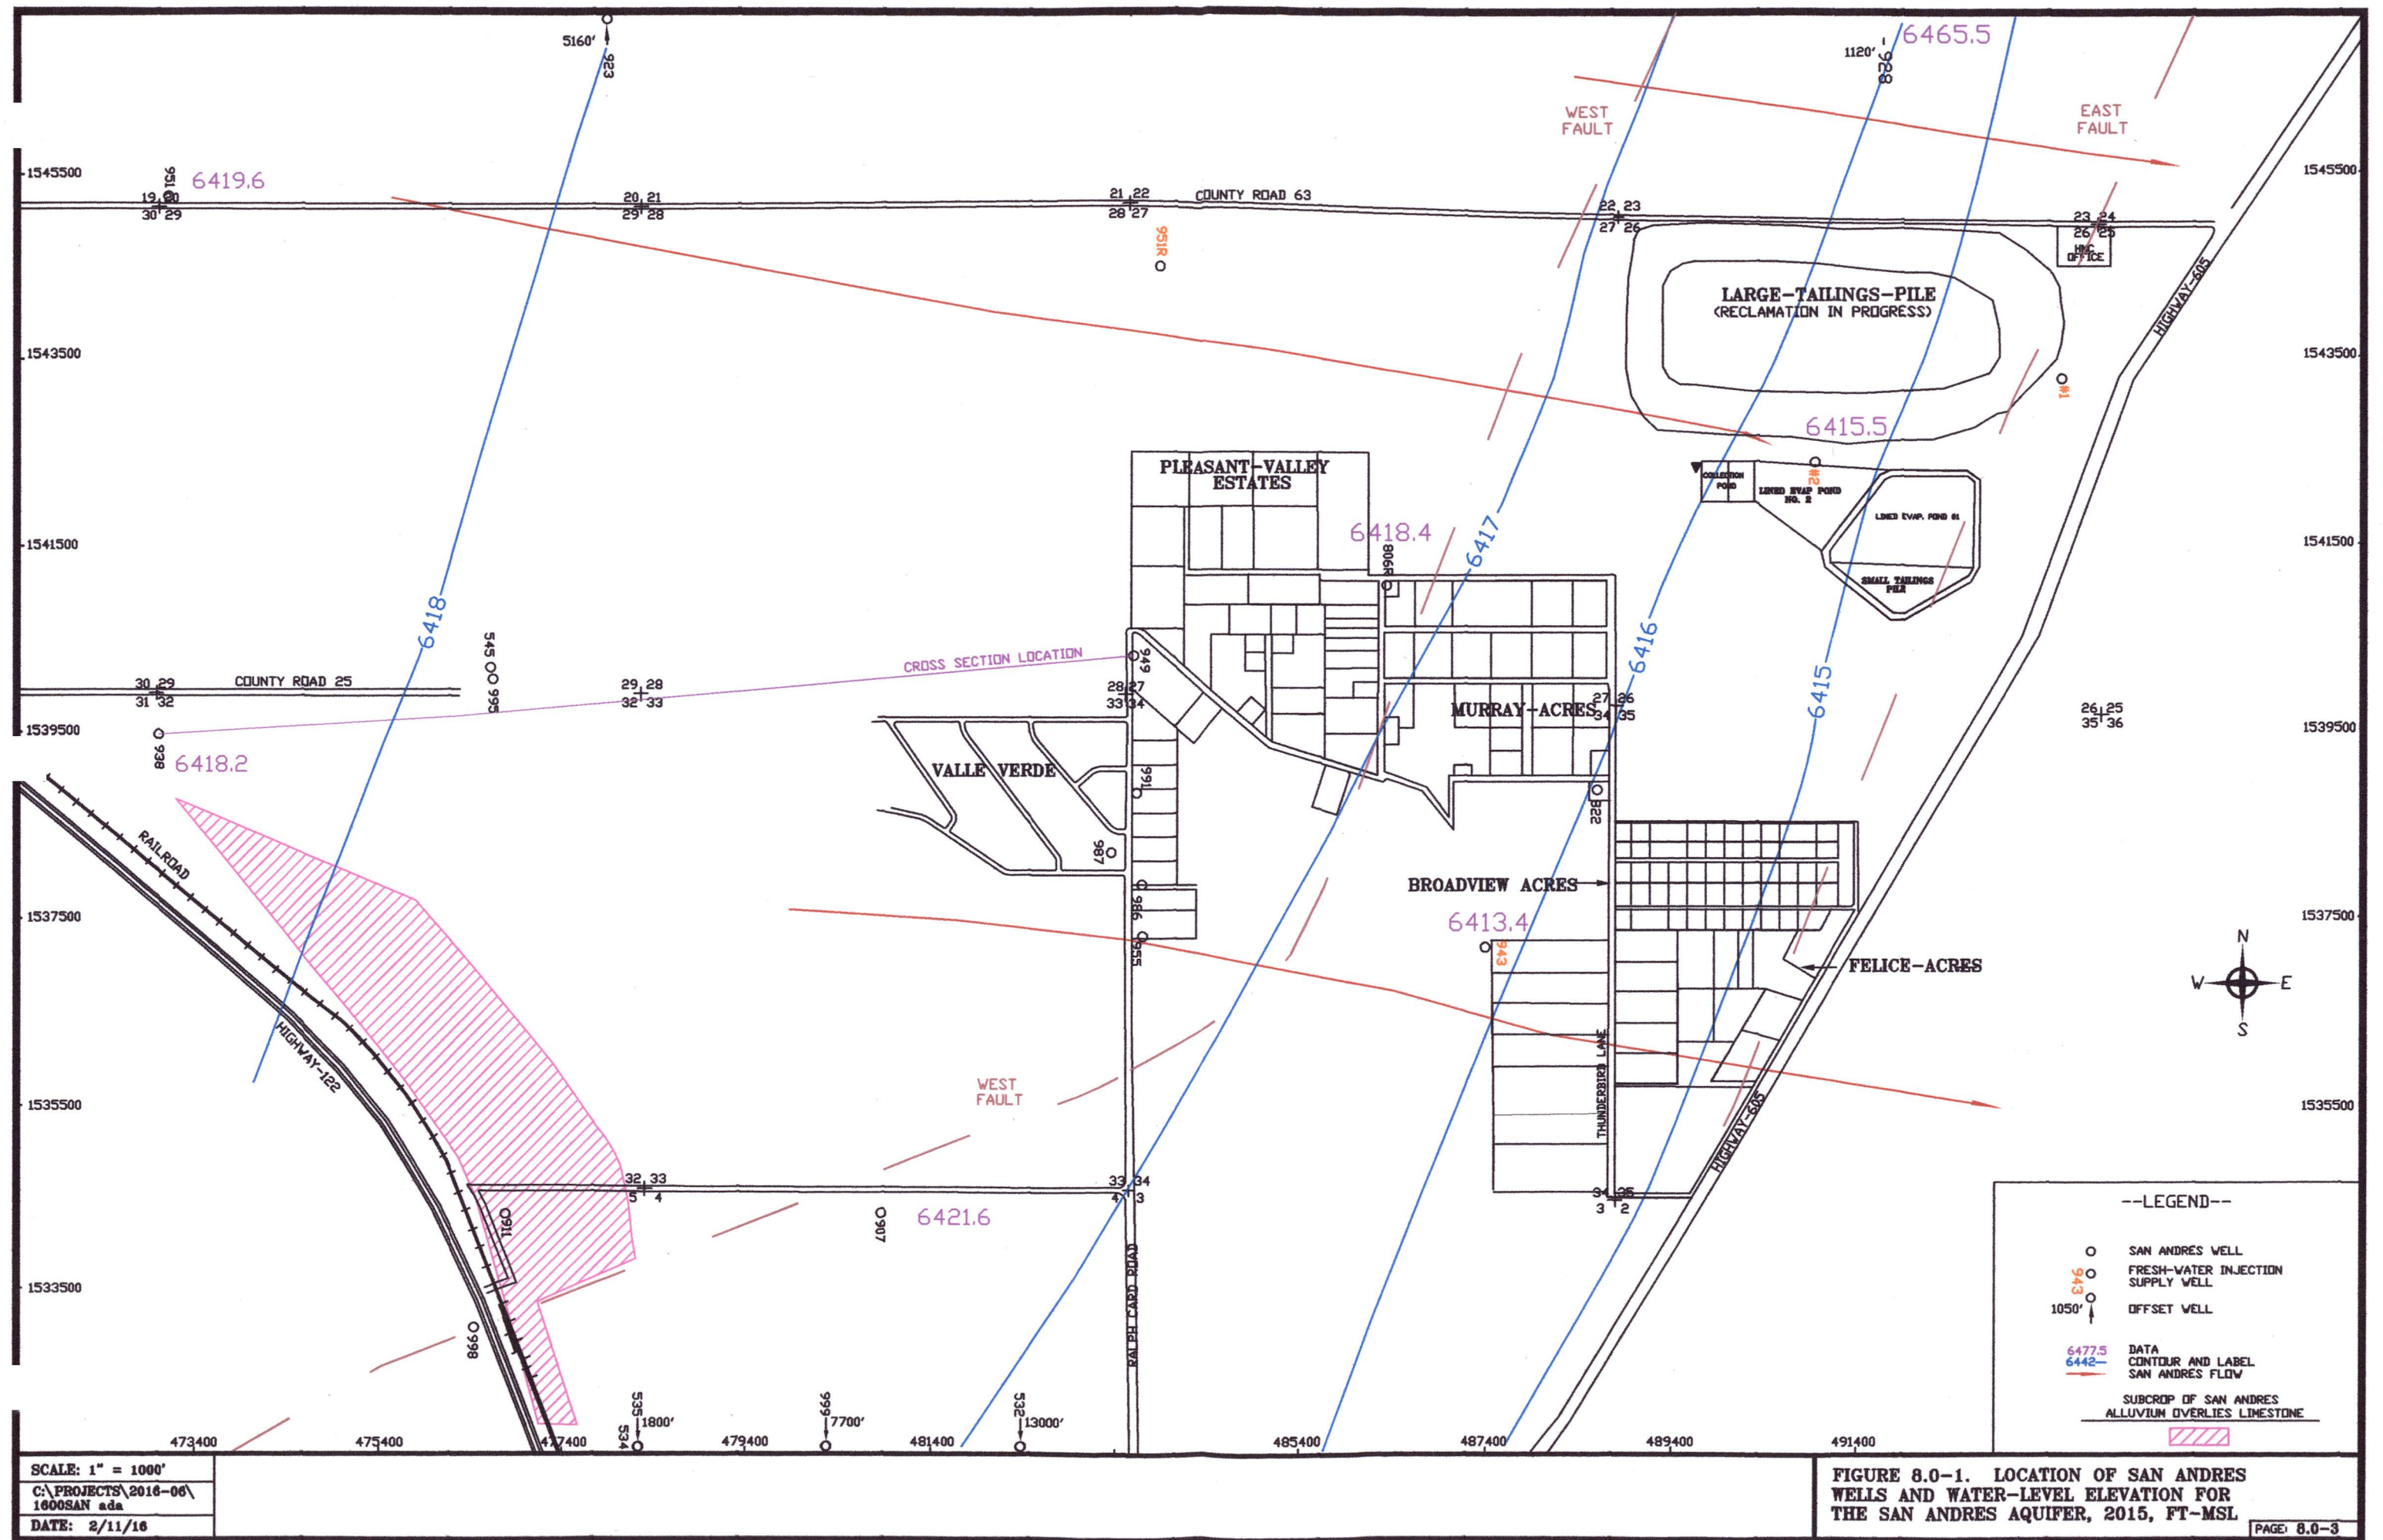 5160'
923
1120'
928
6465.5
WEST
FAULT
EAST
FAULT
1545500
951
6419.6
19 20
30 29
20 21
29 28
21 22
28 27
COUNTY ROAD 63
22 23
27 26
23 24
26 25
HMC
OFFICE
1545500
951R
LARGE-TAILINGS-PILE
(RECLAMATION IN PROGRESS)
HIGHWAY-605
1543500
1543500
#1
6415.5
PLEASANT-VALLEY
ESTATES
COLLECTION
POND
#2
LINED EVAP POND
NO. 2
LINED EVAP. POND #1
6418.4
806R
6417
1541500
1541500
SMALL TAILINGS
PILE
6418
545
995
949
CROSS SECTION LOCATION
6416
6415
30 29
31 32
COUNTY ROAD 25
29 28
32 33
28 27
33 34
MURRAY-ACRES
27 26
34 35
26 25
35 36
1539500
1539500
938
6418.2
VALLE VERDE
991
822
RAILROAD
987
BROADVIEW ACRES
986
1537500
6413.4
1537500
943
955
FELICE-ACRES
N
W
E
S
HIGHWAY-122
THUNDERBIRD LANE
WEST
FAULT
1535500
1535500
HIGHWAY-605
32 33
5 4
33 34
4 3
34 35
3 2
911
907
6421.6
RALPH CARD ROAD
1533500
998
--LEGEND--
SAN ANDRES WELL
943
FRESH-WATER INJECTION
SUPPLY WELL
1050'
OFFSET WELL
6477.5
DATA
6442-
CONTOUR AND LABEL
SAN ANDRES FLOW
SUBCROP OF SAN ANDRES
ALLUVIUM OVERLIES LIMESTONE
535
534
1800'
999
7700'
532
13000'
473400
475400
477400
479400
481400
485400
487400
489400
491400
SCALE: 1" = 1000'
C:\PROJECTS\2016-06\
1600SAN ada
DATE: 2/11/16
FIGURE 8.0-1. LOCATION OF SAN ANDRES
WELLS AND WATER-LEVEL ELEVATION FOR
THE SAN ANDRES AQUIFER, 2015, FT-MSL
PAGE: 8.0-3